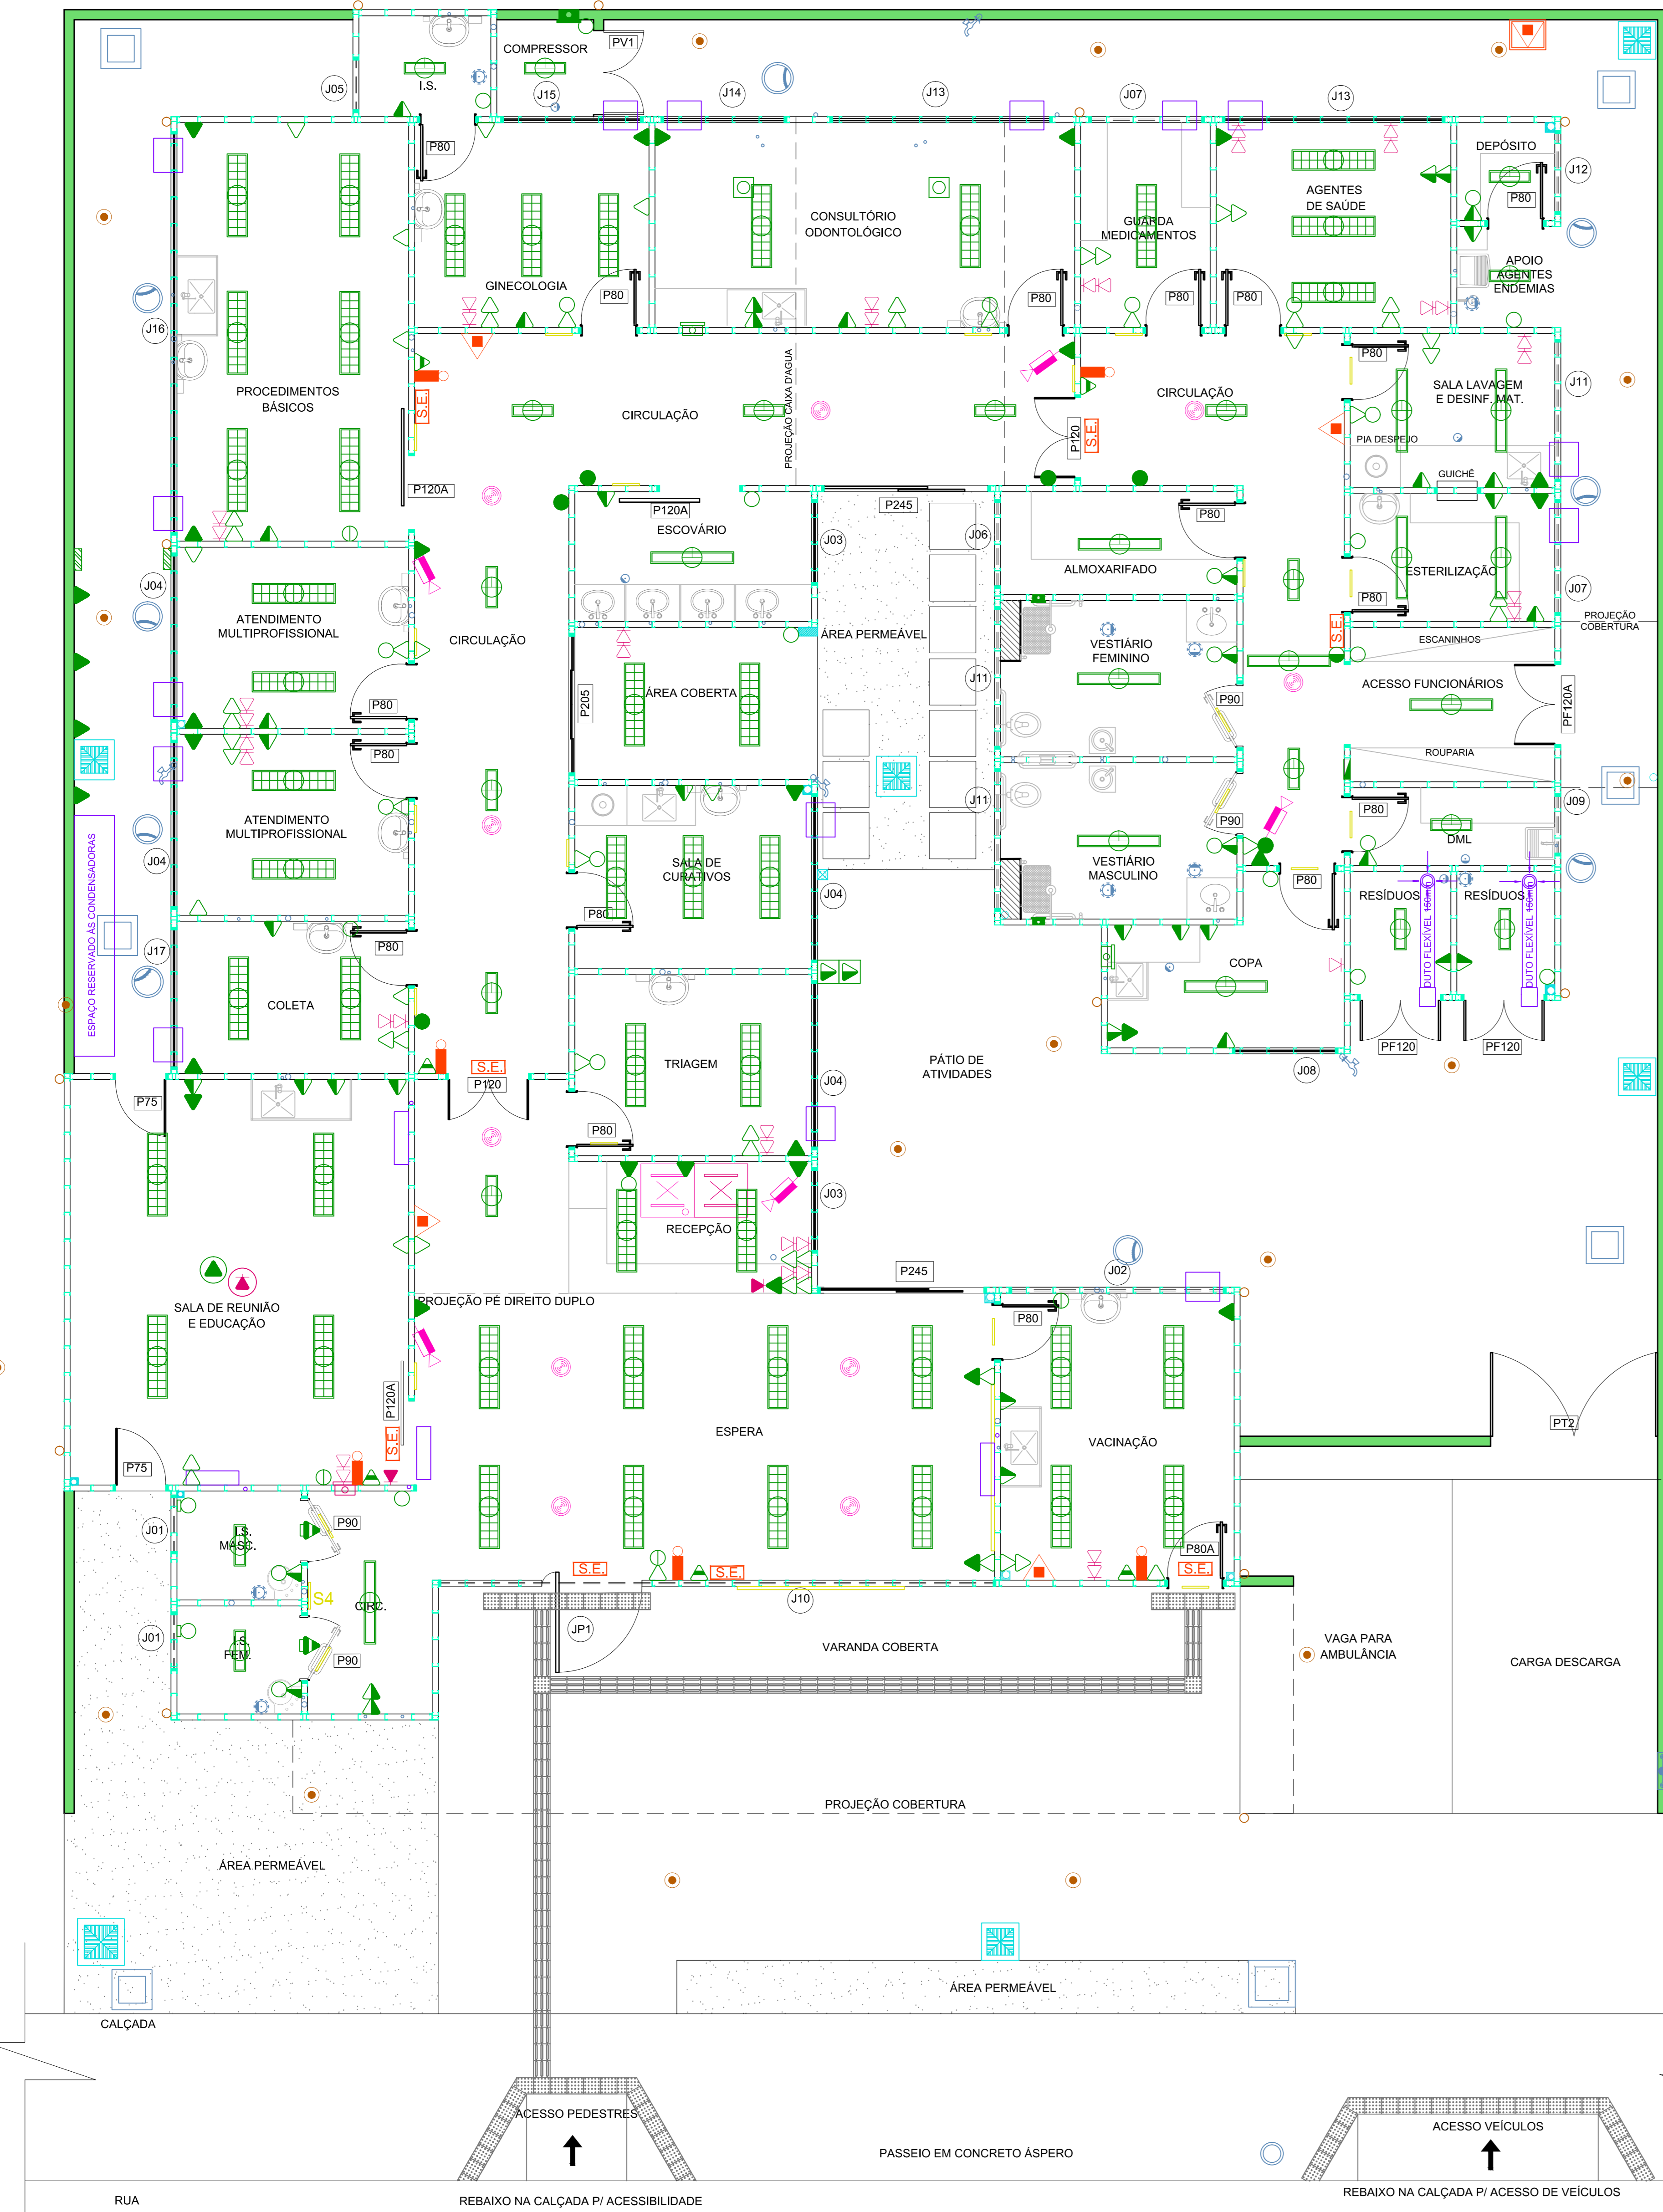 COMPRESSOR
PV1
I.S.
J05
J15
J14
J13
J07
J13
DEPÓSITO
J12
P80
P80
AGENTES
DE SAÚDE
CONSULTÓRIO
ODONTOLÓGICO
GUARDA
MEDICAMENTOS
APOIO
AGENTES
ENDEMIAS
GINECOLOGIA
P80
P80
P80
P80
J16
P80
SALA LAVAGEM
E DESINF. MAT.
J11
PROCEDIMENTOS
BÁSICOS
S.E.
CIRCULAÇÃO
PROJEÇÃO CAIXA D'AGUA
CIRCULAÇÃO
P120
S.E.
PIA DESPEJO
GUICHÊ
P120A
P120A
P245
P80
ESCOVÁRIO
J03
J06
ALMOXARIFADO
ESTERILIZAÇÃO
J04
J07
P80
ATENDIMENTO
MULTIPROFISSIONAL
CIRCULAÇÃO
ÁREA PERMEÁVEL
VESTIÁRIO
FEMININO
S.E.
ESCANINHOS
PROJEÇÃO
COBERTURA
J11
ÁREA COBERTA
P205
P80
P90
ACESSO FUNCIONÁRIOS
PF120A
P80
ROUPARIA
J11
P80
J09
ATENDIMENTO
MULTIPROFISSIONAL
P90
DML
J04
SALA DE
CURATIVOS
VESTIÁRIO
MASCULINO
J04
P80
RESÍDUOS
RESÍDUOS
ESPAÇO RESERVADO ÀS CONDENSADORAS
P80
J17
P80
COPA
DUTO FLEXÍVEL 150mm
DUTO FLEXÍVEL 150mm
COLETA
PF120
PF120
S.E.
P120
TRIAGEM
PÁTIO DE
ATIVIDADES
J04
J08
P75
P80
J03
RECEPÇÃO
P245
J02
PROJEÇÃO PÉ DIREITO DUPLO
SALA DE REUNIÃO
E EDUCAÇÃO
P80
P120A
S.E.
ESPERA
VACINAÇÃO
PT2
P75
J01
I.S.
MASC.
P90
P80A
S.E.
S.E.
S.E.
S4
CIRC.
J10
J01
I.S.
FEM.
P90
JP1
VARANDA COBERTA
VAGA PARA
AMBULÂNCIA
CARGA DESCARGA
PROJEÇÃO COBERTURA
ÁREA PERMEÁVEL
ÁREA PERMEÁVEL
CALÇADA
ACESSO PEDESTRES
ACESSO VEÍCULOS
PASSEIO EM CONCRETO ÁSPERO
RUA
REBAIXO NA CALÇADA P/ ACESSIBILIDADE
REBAIXO NA CALÇADA P/ ACESSO DE VEÍCULOS